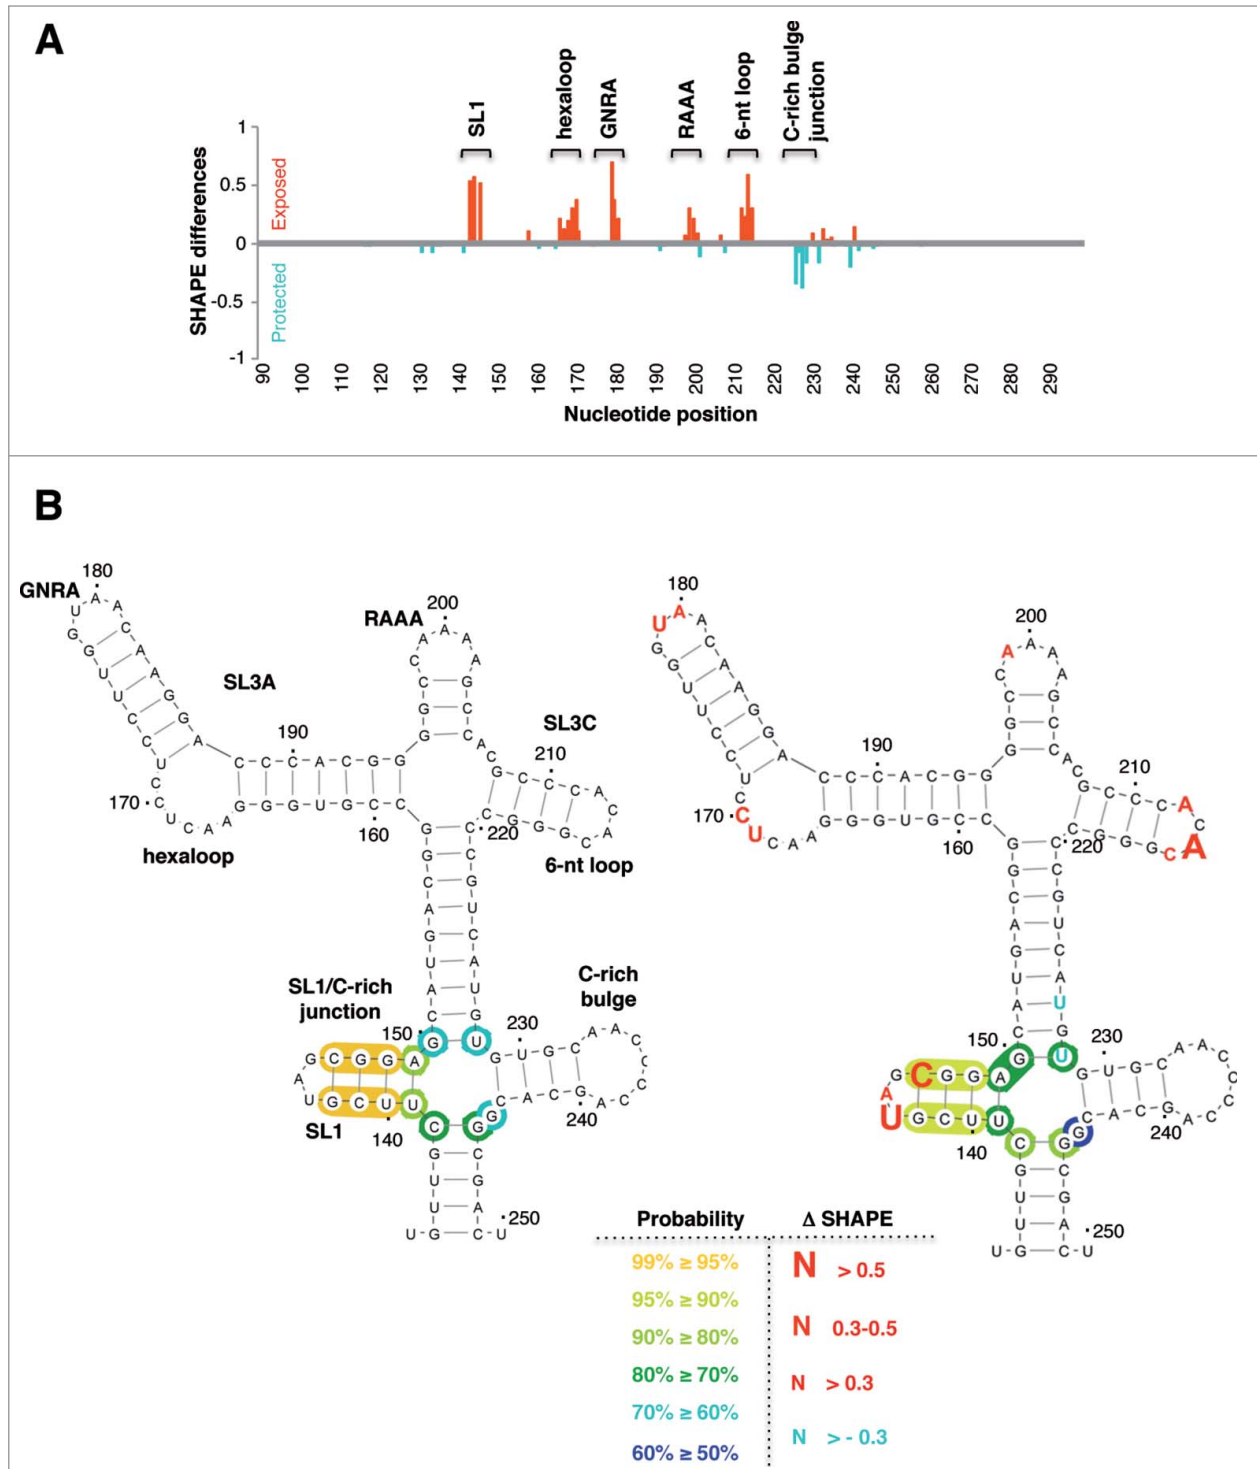 A
SL1
hexaloop
GNRA
RAAA
6-nt loop
C-rich bulge
junction
SHAPE differences
Exposed
Protected
1
0.5
0
-0.5
-1
90 100 110 120 130 140 150 160 170 180 190 200 210 220 230 240 250 260 270 280 290
Nucleotide position
B
GNRA
180
RAAA
200
SL3A
190
SL3C
210
170
hexaloop
160
220
6-nt loop
SL1/C-rich
junction
C-rich
bulge
150
230
SL1
140
240
250
180
200
190
210
170
160
220
150
230
140
240
250
Probability
Δ SHAPE
99% ≥ 95%
N > 0.5
95% ≥ 90%
90% ≥ 80%
N 0.3-0.5
80% ≥ 70%
N > 0.3
70% ≥ 60%
N > - 0.3
60% ≥ 50%